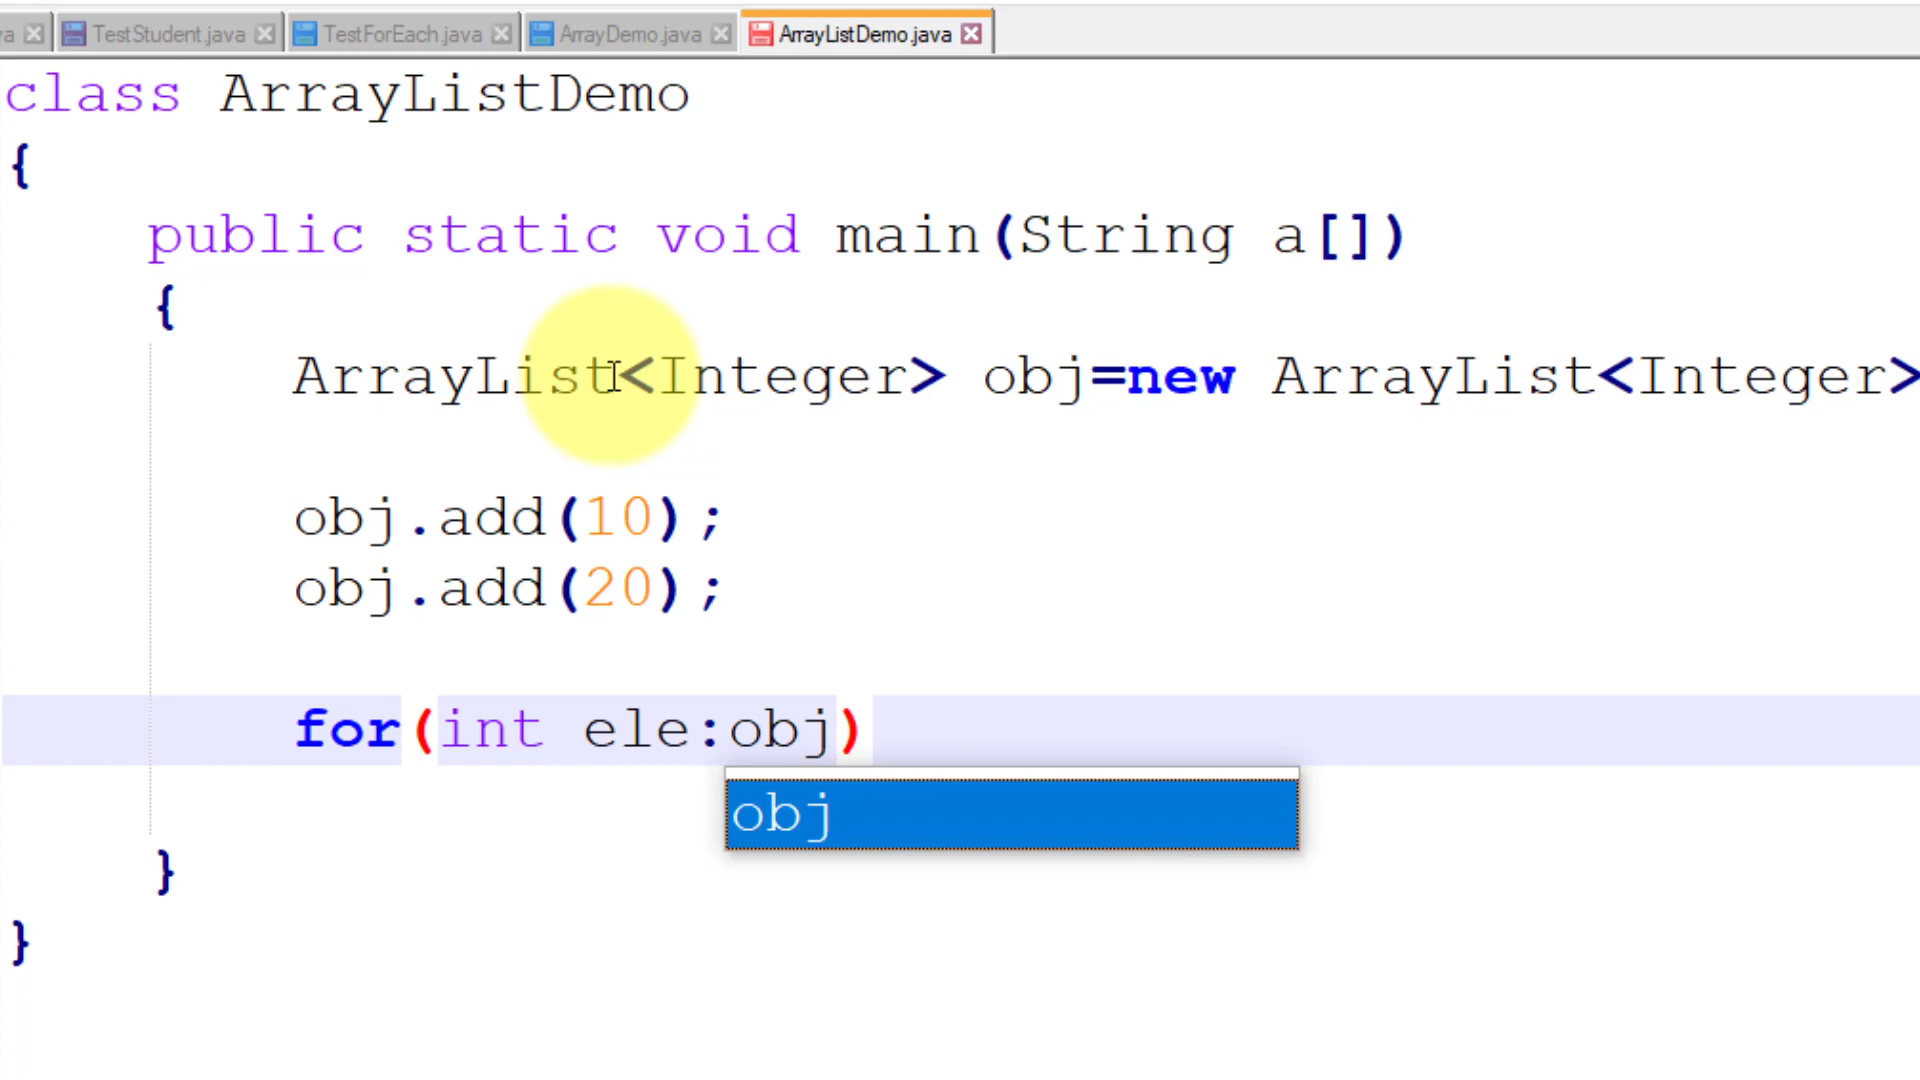 va TestStudent.java TestForEach.java ArrayDemo.java ArrayListDemo.java
class ArrayListDemo
{
public static void main(String a[])
{
ArrayList<Integer> obj=new ArrayList<Integer>
obj.add(10);
obj.add(20);
for(int ele:obj)
obj
}
}